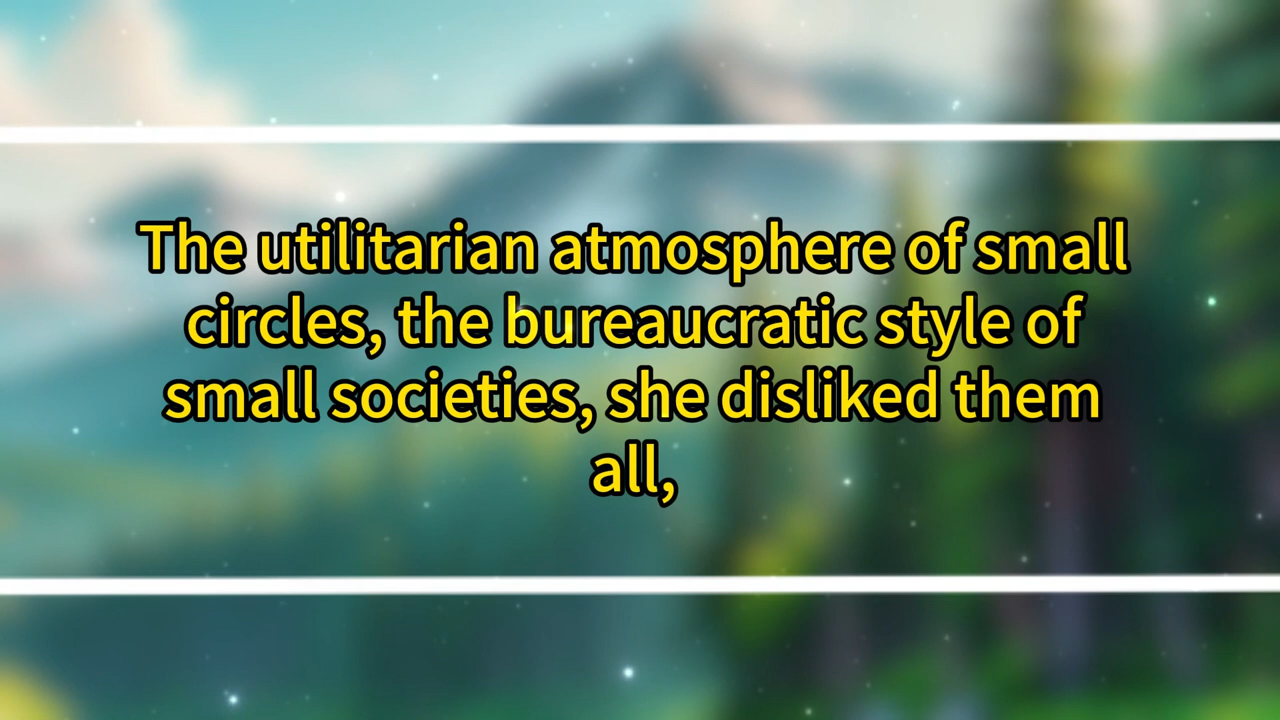 The utilitarian atmosphere of small
circles, the bureaucratic style of
small societies, she disliked them
all,